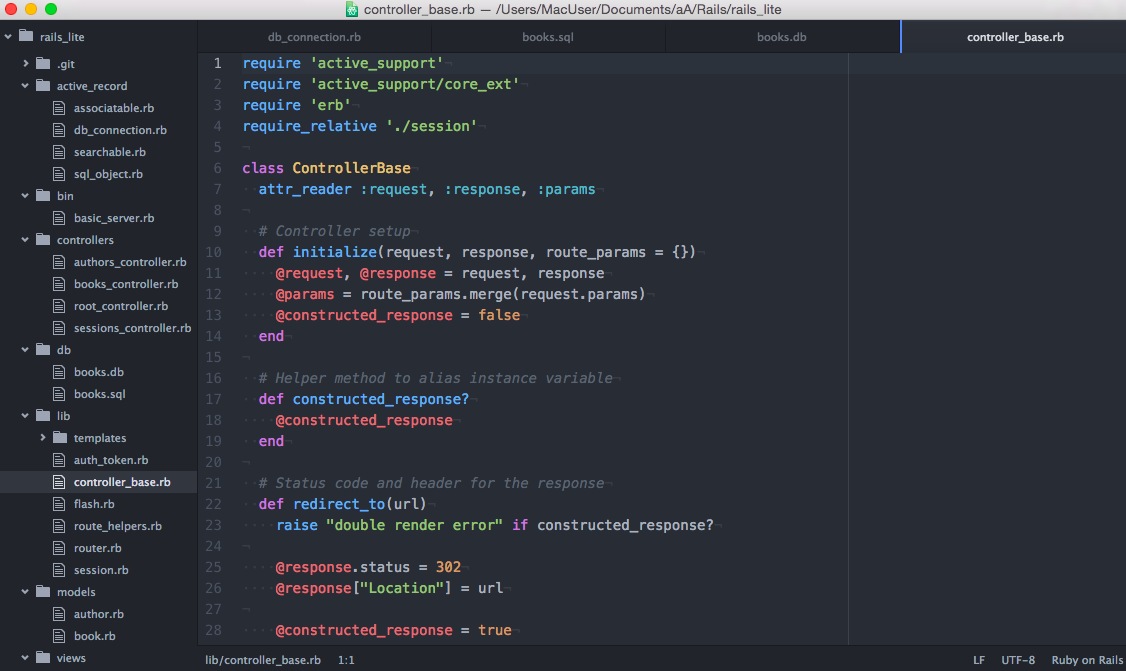 controller_base.rb — /Users/MacUser/Documents/aA/Rails/rails_lite
rails_lite
.git
active_record
associatable.rb
db_connection.rb
searchable.rb
sql_object.rb
bin
basic_server.rb
controllers
authors_controller.rb
books_controller.rb
root_controller.rb
sessions_controller.rb
db
books.db
books.sql
lib
templates
auth_token.rb
controller_base.rb
flash.rb
route_helpers.rb
router.rb
session.rb
models
author.rb
book.rb
views
db_connection.rb
books.sql
books.db
controller_base.rb
1 require 'active_support'
2 require 'active_support/core_ext'
3 require 'erb'
4 require_relative './session'
5
6 class ControllerBase
7   attr_reader :request, :response, :params
8
9   # Controller setup
10   def initialize(request, response, route_params = {})
11     @request, @response = request, response
12     @params = route_params.merge(request.params)
13     @constructed_response = false
14   end
15
16   # Helper method to alias instance variable
17   def constructed_response?
18     @constructed_response
19   end
20
21   # Status code and header for the response
22   def redirect_to(url)
23     raise "double render error" if constructed_response?
24
25     @response.status = 302
26     @response["Location"] = url
27
28     @constructed_response = true
lib/controller_base.rb 1:1
LF UTF-8 Ruby on Rails